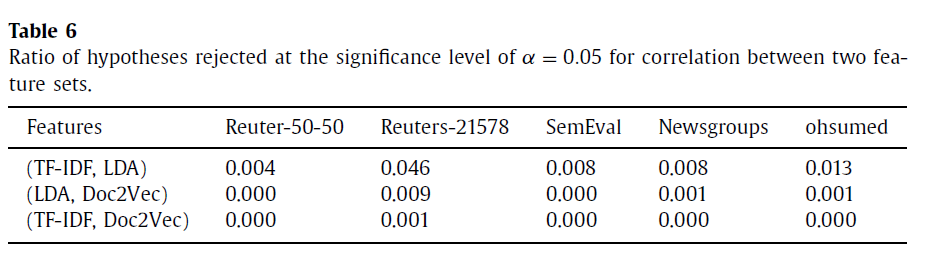 Table 6
Ratio of hypotheses rejected at the significance level of α = 0.05 for correlation between two fea-
ture sets.
Features Reuter-50-50 Reuters-21578 SemEval Newsgroups ohsumed
(TF-IDF, LDA) 0.004 0.046 0.008 0.008 0.013
(LDA, Doc2Vec) 0.000 0.009 0.000 0.001 0.001
(TF-IDF, Doc2Vec) 0.000 0.001 0.000 0.000 0.000